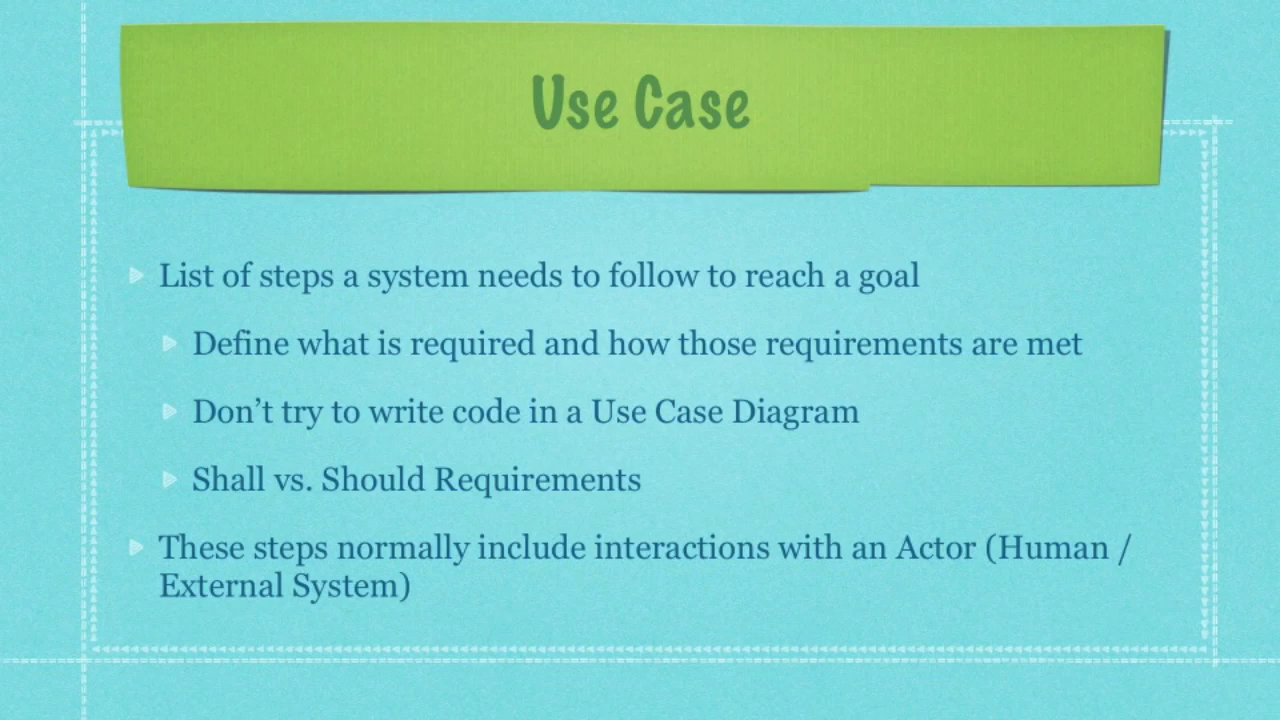 Use Case
List of steps a system needs to follow to reach a goal
Define what is required and how those requirements are met
Don’t try to write code in a Use Case Diagram
Shall vs. Should Requirements
These steps normally include interactions with an Actor (Human /
External System)